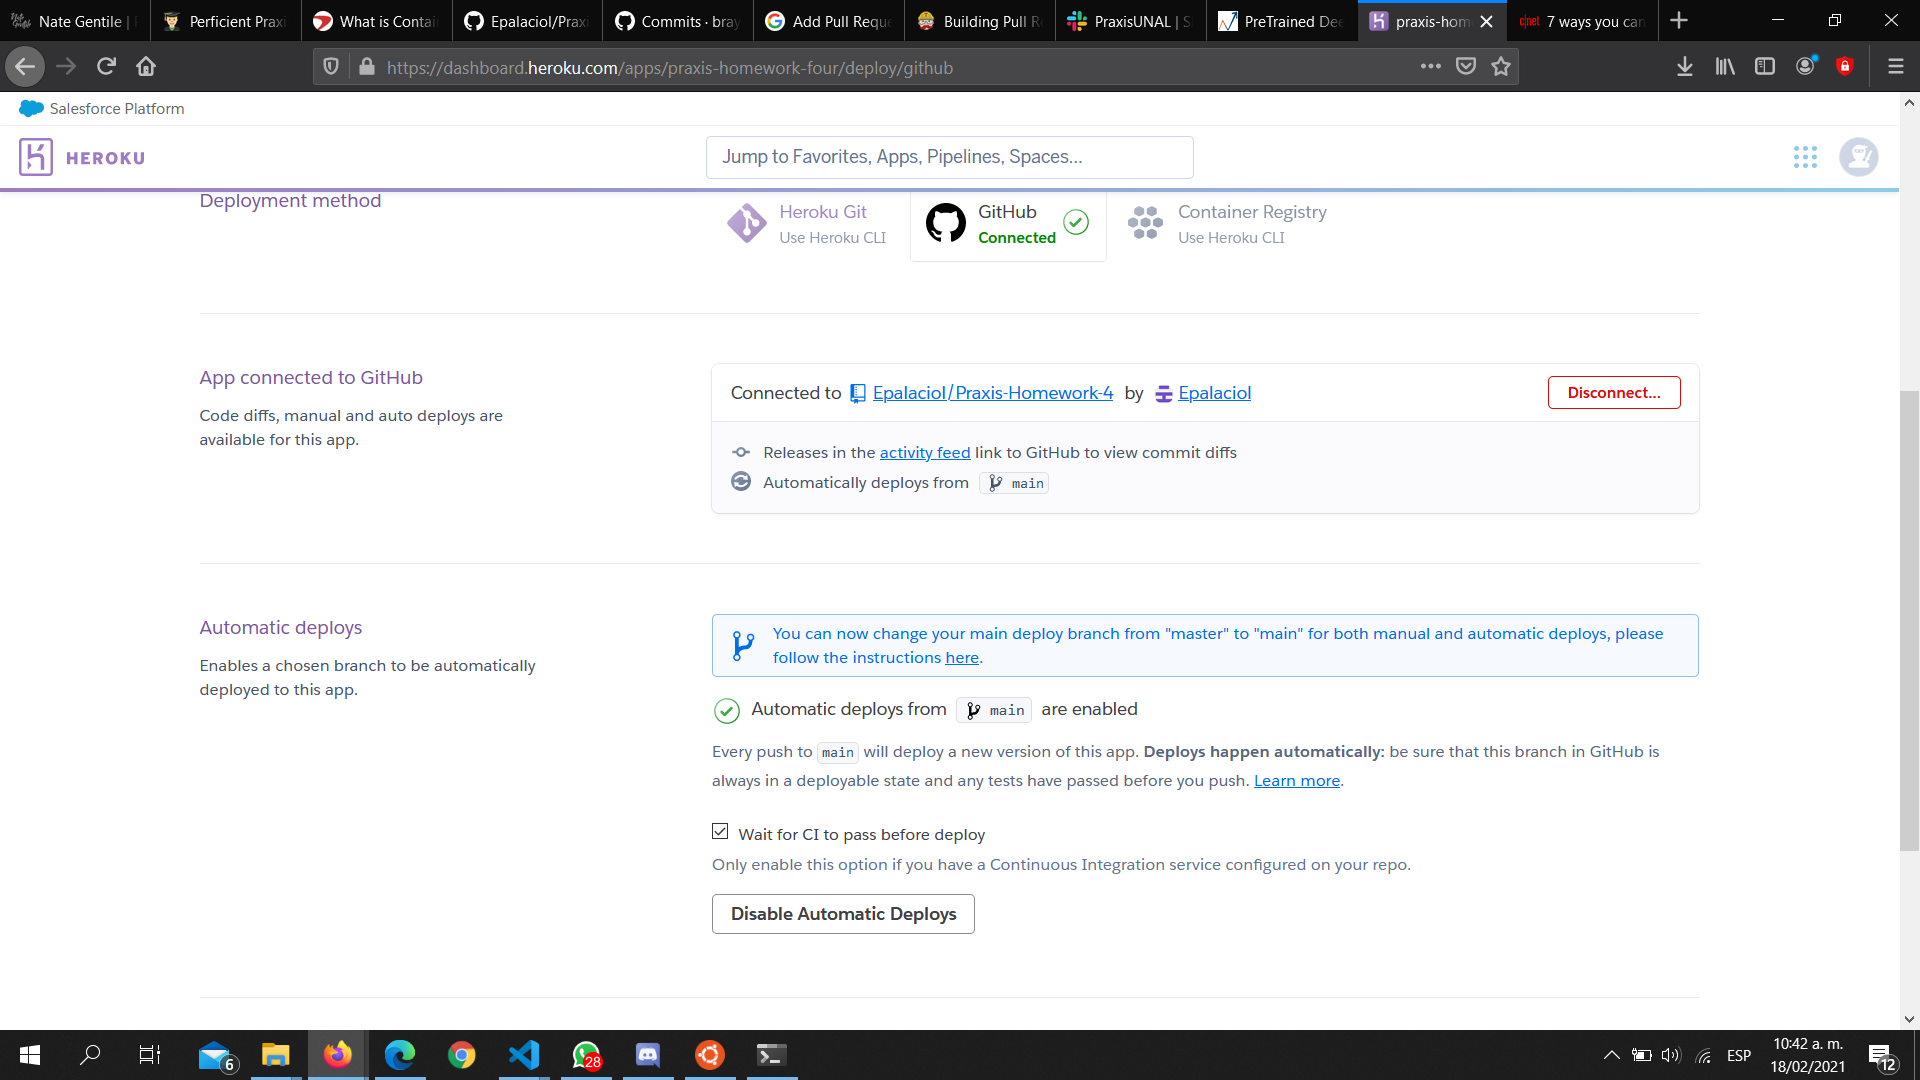 Nate Gentile |
Perficient Praxi
What is Contai
Epalaciol/Praxi
Commits · bray
Add Pull Reque
Building Pull R
PraxisUNAL | S
PreTrained Dee
praxis-hom
cnet 7 ways you can
https://dashboard.heroku.com/apps/praxis-homework-four/deploy/github
Salesforce Platform
HEROKU
Jump to Favorites, Apps, Pipelines, Spaces...
Deployment method
Heroku Git
Use Heroku CLI
GitHub
Connected
Container Registry
Use Heroku CLI
App connected to GitHub
Code diffs, manual and auto deploys are
available for this app.
Connected to Epalaciol/Praxis-Homework-4 by Epalaciol
Disconnect...
Releases in the activity feed link to GitHub to view commit diffs
Automatically deploys from main
Automatic deploys
Enables a chosen branch to be automatically
deployed to this app.
You can now change your main deploy branch from "master" to "main" for both manual and automatic deploys, please
follow the instructions here.
Automatic deploys from main are enabled
Every push to main will deploy a new version of this app. Deploys happen automatically: be sure that this branch in GitHub is
always in a deployable state and any tests have passed before you push. Learn more.
Wait for CI to pass before deploy
Only enable this option if you have a Continuous Integration service configured on your repo.
Disable Automatic Deploys
6
28
ESP
10:42 a. m.
18/02/2021
12